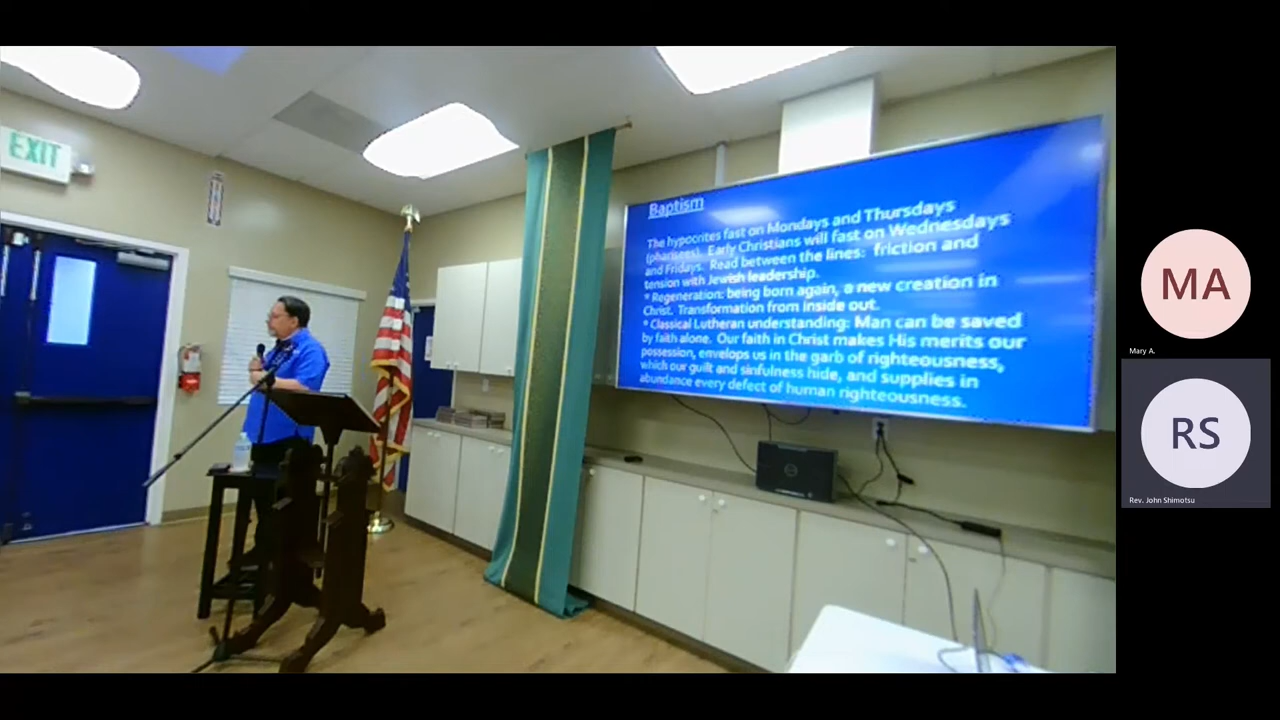 EXIT
Baptism
The hypocrites fast on Mondays and Thursdays
(pharisees). Early Christians will fast on Wednesdays
and Fridays. Read between the lines: friction and
tension with Jewish leadership.
* Regeneration: being born again, a new creation in
Christ. Transformation from inside out.
* Classical Lutheran understanding: Man can be saved
by faith alone. Our faith in Christ makes His merits our
possession, envelops us in the garb of righteousness,
which our guilt and sinfulness hide, and supplies in
abundance every defect of human righteousness.
MA
Mary A.
RS
Rev. John Shimotsu